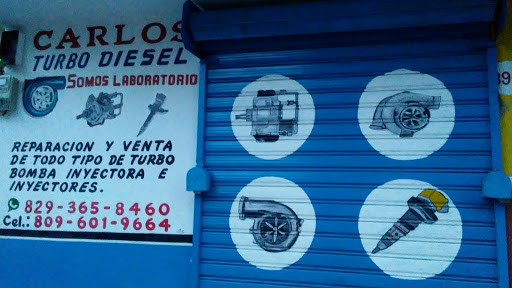 CARLOS
TURBO DIESEL
SOMOS LABORATORIO
REPARACION Y VENTA
DE TODO TIPO DE TURBO
BOMBA INYECTORA E
INYECTORES.
829-365-8460
Cel.: 809-601-9664